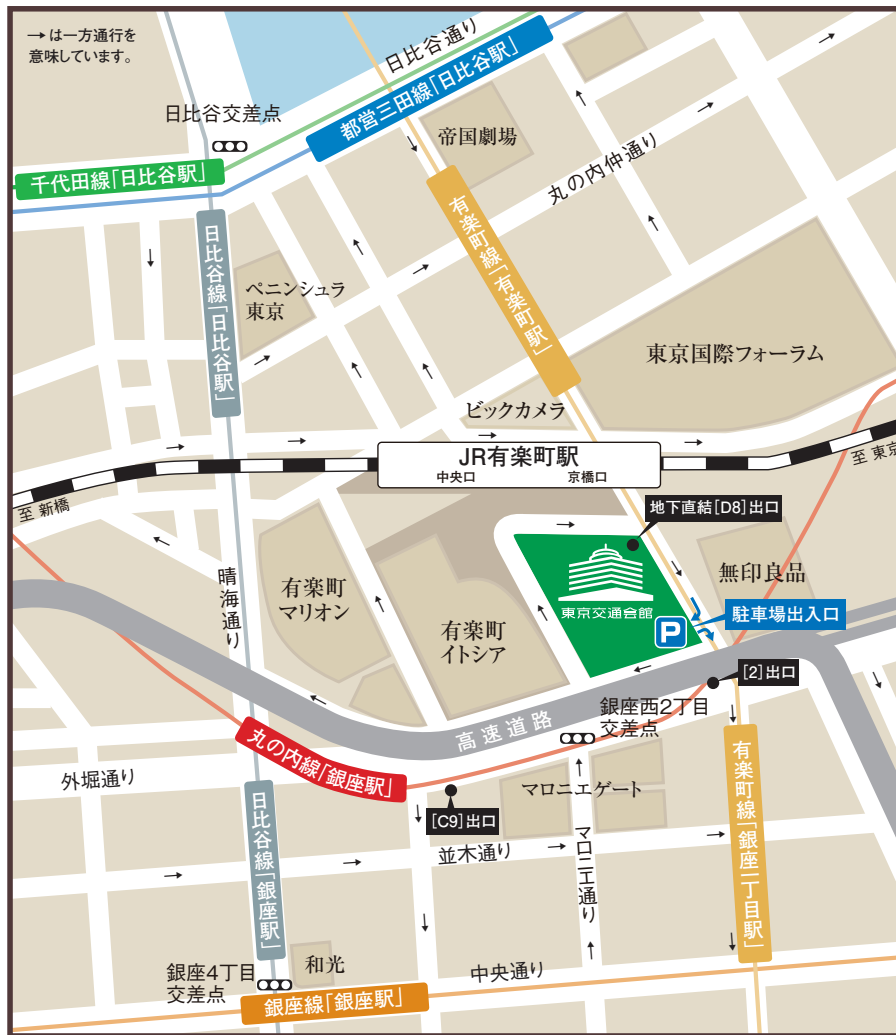 →は一方通行を
意味しています。
日比谷通り
都営三田線「日比谷駅」
日比谷交差点
帝国劇場
千代田線「日比谷駅」
丸の内仲通り
有楽町線「有楽町駅」
日比谷線「日比谷駅」
ペニンシュラ
東京
東京国際フォーラム
ビックカメラ
JR有楽町駅
中央口
京橋口
至 東京
至 新橋
地下直結[D8]出口
晴海通り
有楽町
マリオン
有楽町
イトシア
東京交通会館
無印良品
P
駐車場出入口
[2]出口
高速道路
銀座西2丁目
交差点
丸の内線「銀座駅」
外堀通り
マロニエゲート
[C9]出口
有楽町線「銀座一丁目駅」
日比谷線「銀座駅」
並木通り
マロニエ通り
和光
中央通り
銀座4丁目
交差点
銀座線「銀座駅」